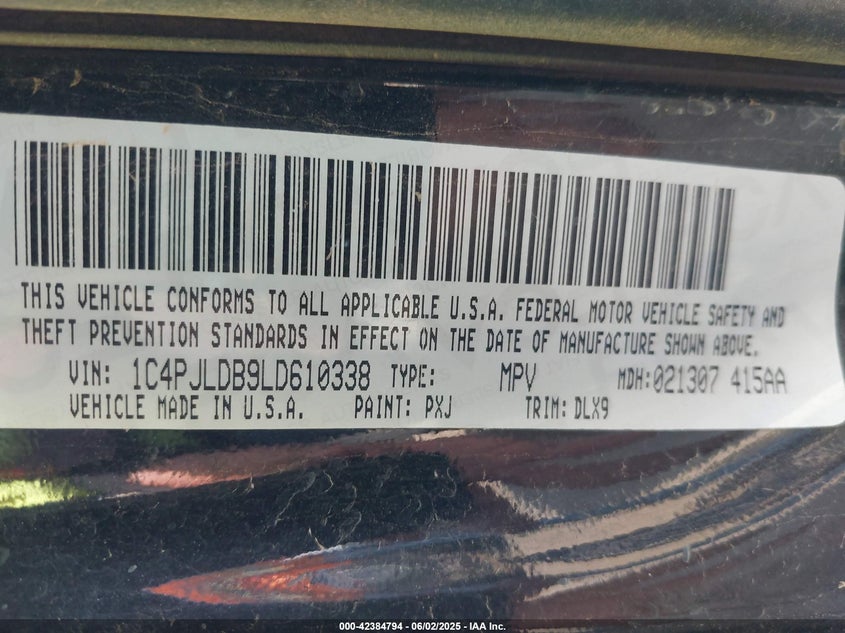 THIS VEHICLE CONFORMS TO ALL APPLICABLE U.S.A. FEDERAL MOTOR VEHICLE SAFETY AND
THEFT PREVENTION STANDARDS IN EFFECT ON THE DATE OF MANUFACTURE SHOWN ABOVE.
VIN: 1C4PJLDB9LD610338 TYPE: MPV MDH:021307 415AA
VEHICLE MADE IN U.S.A. PAINT: PXJ TRIM: DLX9
000-42384794 - 06/02/2025 - IAA Inc.